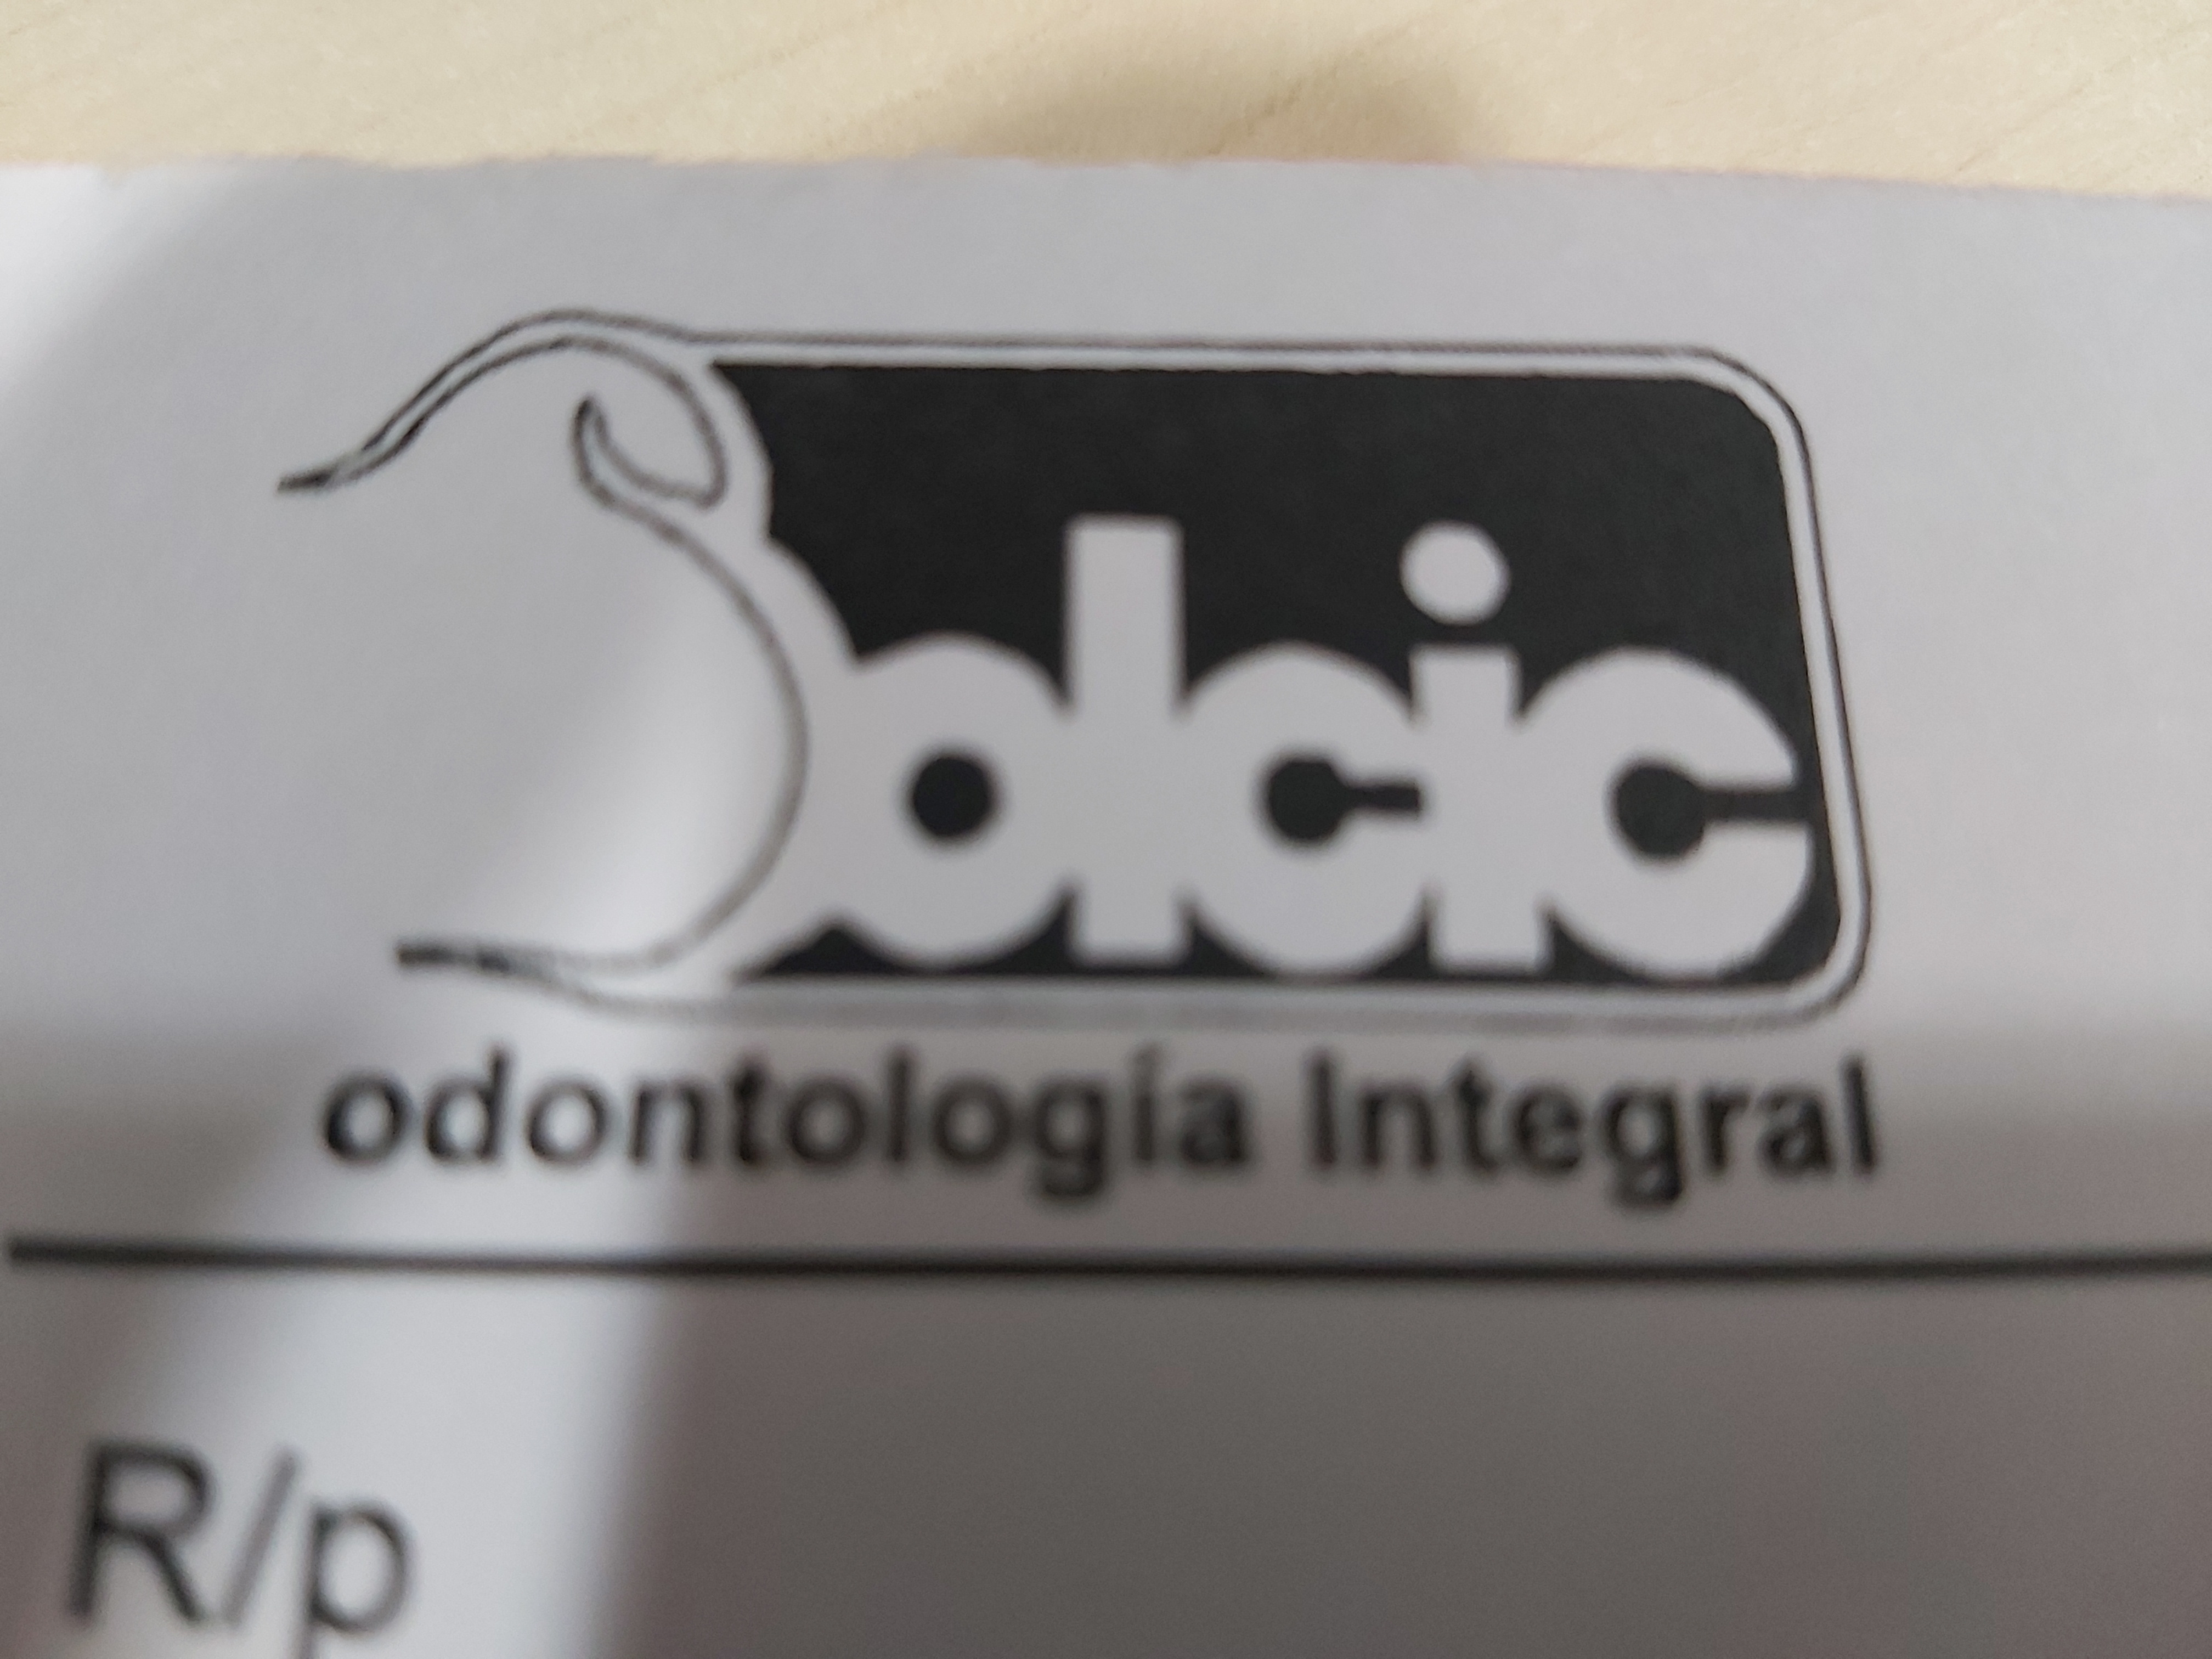 olcic
odontología Integral
R/p